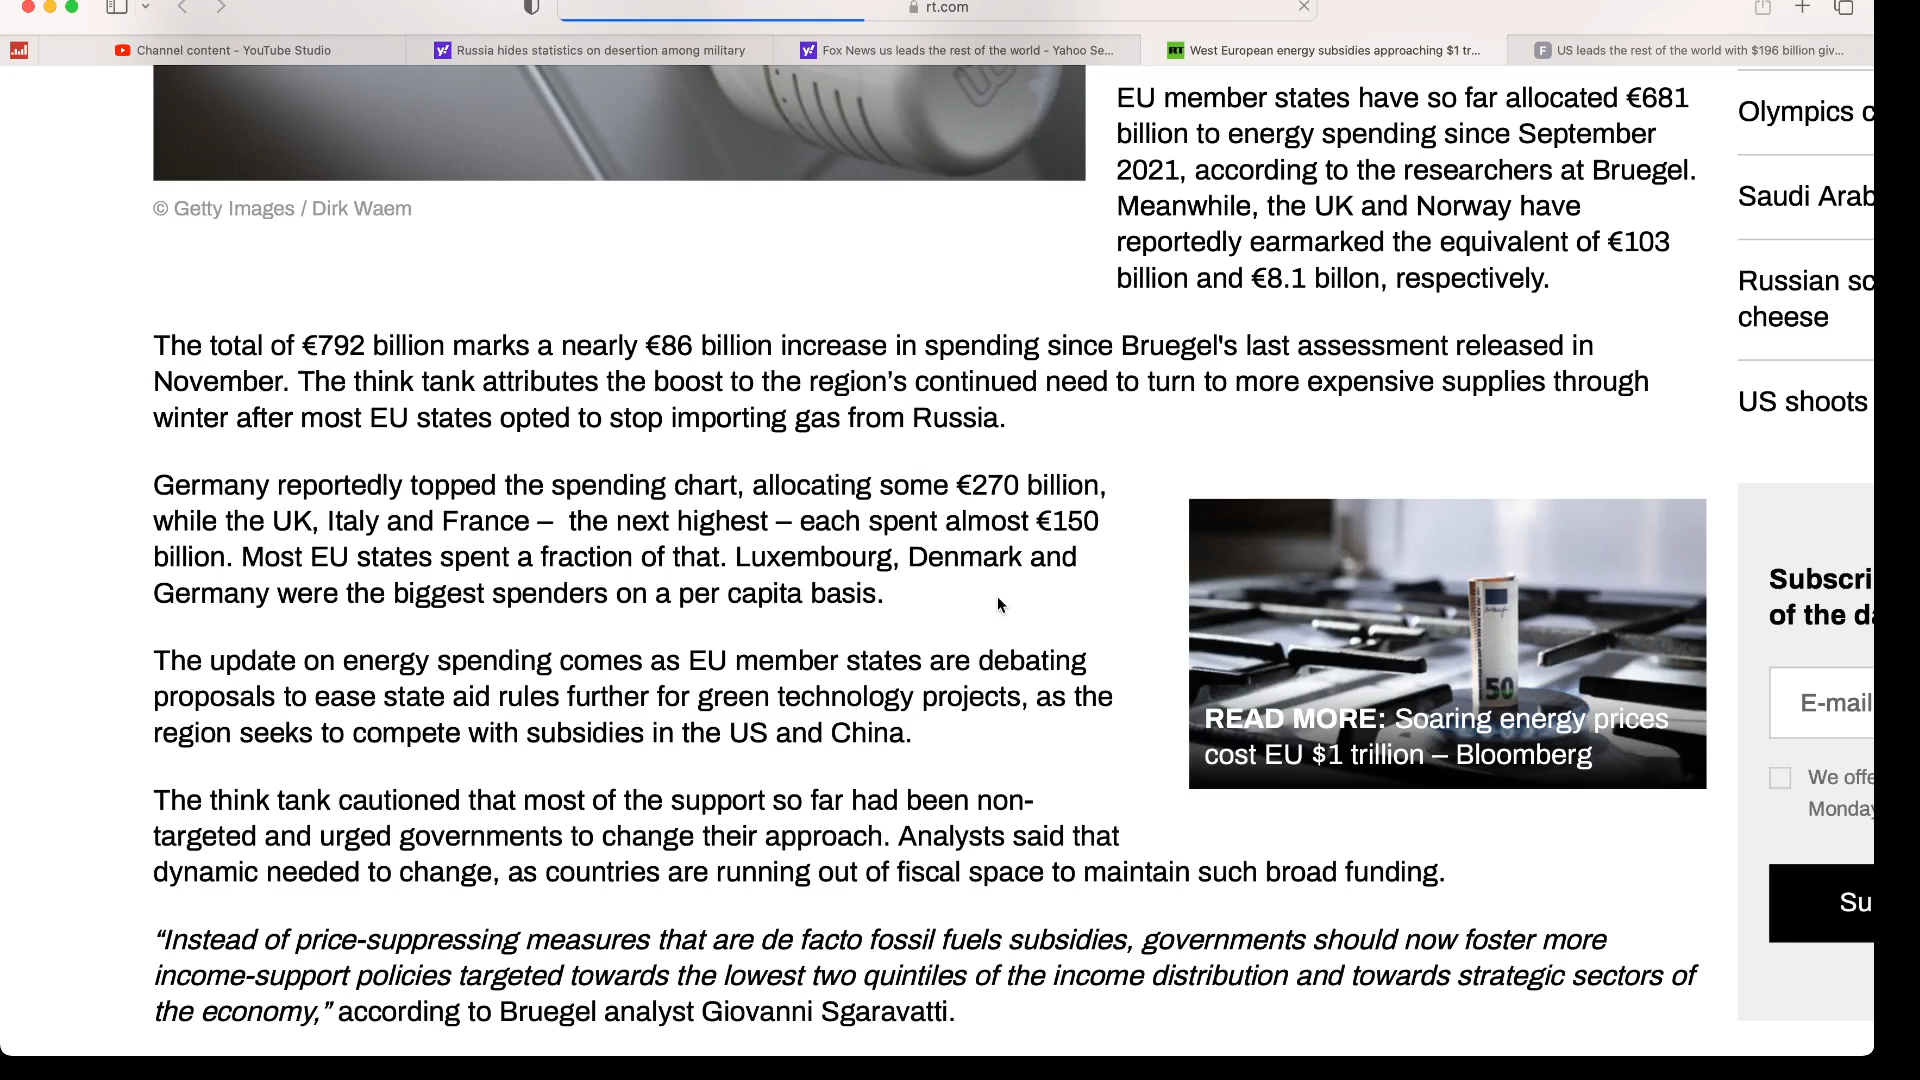 rt.com
Channel content - YouTube Studio
Russia hides statistics on desertion among military
Fox News us leads the rest of the world - Yahoo Se...
West European energy subsidies approaching $1 tr...
US leads the rest of the world with $196 billion giv...
© Getty Images / Dirk Waem
EU member states have so far allocated €681
billion to energy spending since September
2021, according to the researchers at Bruegel.
Meanwhile, the UK and Norway have
reportedly earmarked the equivalent of €103
billion and €8.1 billon, respectively.
The total of €792 billion marks a nearly €86 billion increase in spending since Bruegel's last assessment released in
November. The think tank attributes the boost to the region’s continued need to turn to more expensive supplies through
winter after most EU states opted to stop importing gas from Russia.
Germany reportedly topped the spending chart, allocating some €270 billion,
while the UK, Italy and France – the next highest – each spent almost €150
billion. Most EU states spent a fraction of that. Luxembourg, Denmark and
Germany were the biggest spenders on a per capita basis.
50
READ MORE: Soaring energy prices
cost EU $1 trillion – Bloomberg
The update on energy spending comes as EU member states are debating
proposals to ease state aid rules further for green technology projects, as the
region seeks to compete with subsidies in the US and China.
The think tank cautioned that most of the support so far had been non-
targeted and urged governments to change their approach. Analysts said that
dynamic needed to change, as countries are running out of fiscal space to maintain such broad funding.
“Instead of price-suppressing measures that are de facto fossil fuels subsidies, governments should now foster more
income-support policies targeted towards the lowest two quintiles of the income distribution and towards strategic sectors of
the economy,” according to Bruegel analyst Giovanni Sgaravatti.
Olympics c
Saudi Arab
Russian sc
cheese
US shoots
Subscri
of the da
E-mail
We offe
Monday
Su